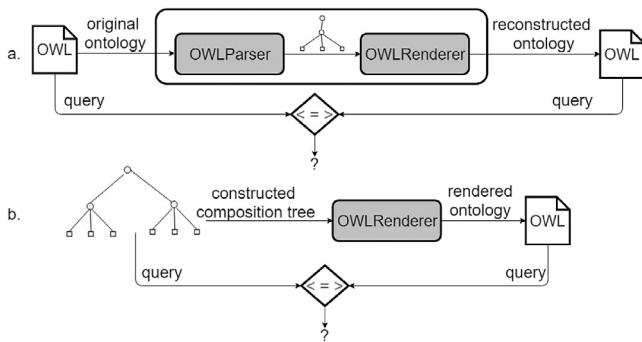 original
ontology
reconstructed
ontology
a.
OWL
OWLParser
OWLRenderer
OWL
query
< = >
query
?
b.
constructed
composition tree
OWLRenderer
rendered
ontology
OWL
query
< = >
query
?